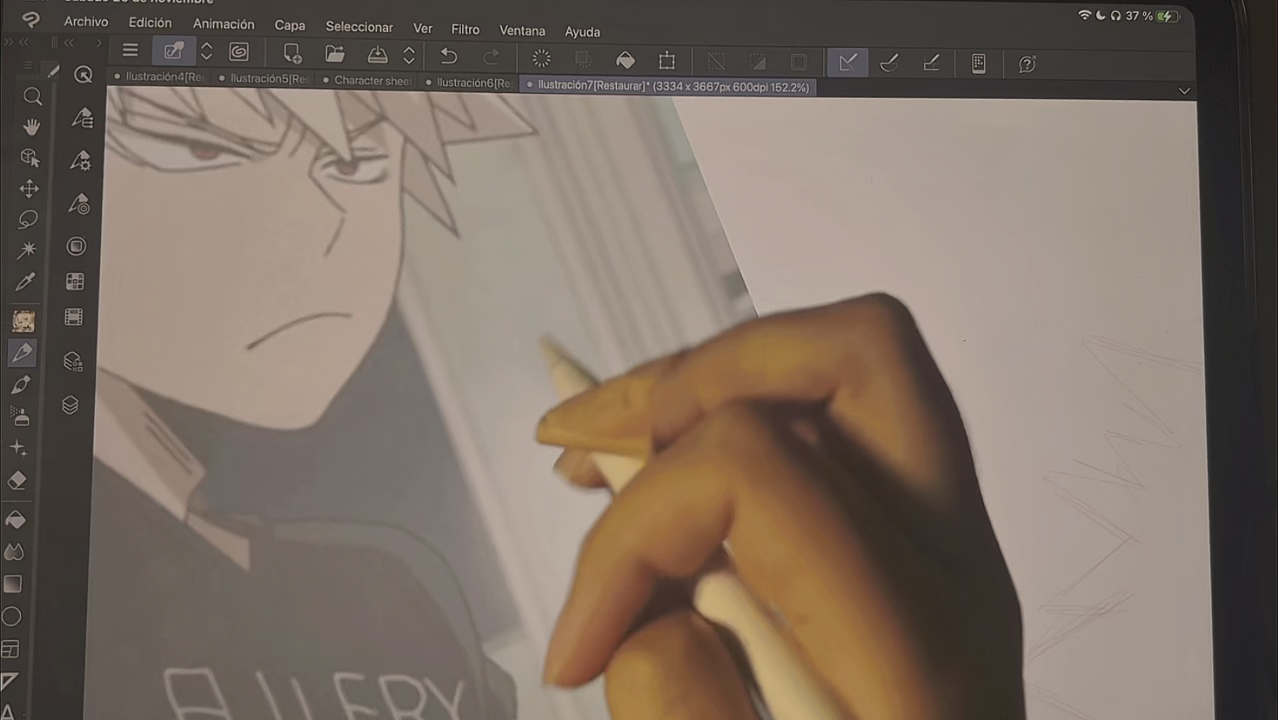 37 %
Archivo Edición Animación Capa Seleccionar Ver Filtro Ventana Ayuda
Ilustración4[Re Ilustración5[Re Character shee Ilustración6[Re Ilustración7[Restaurar]* (3334 x 3667px 600dpi 152.2%)